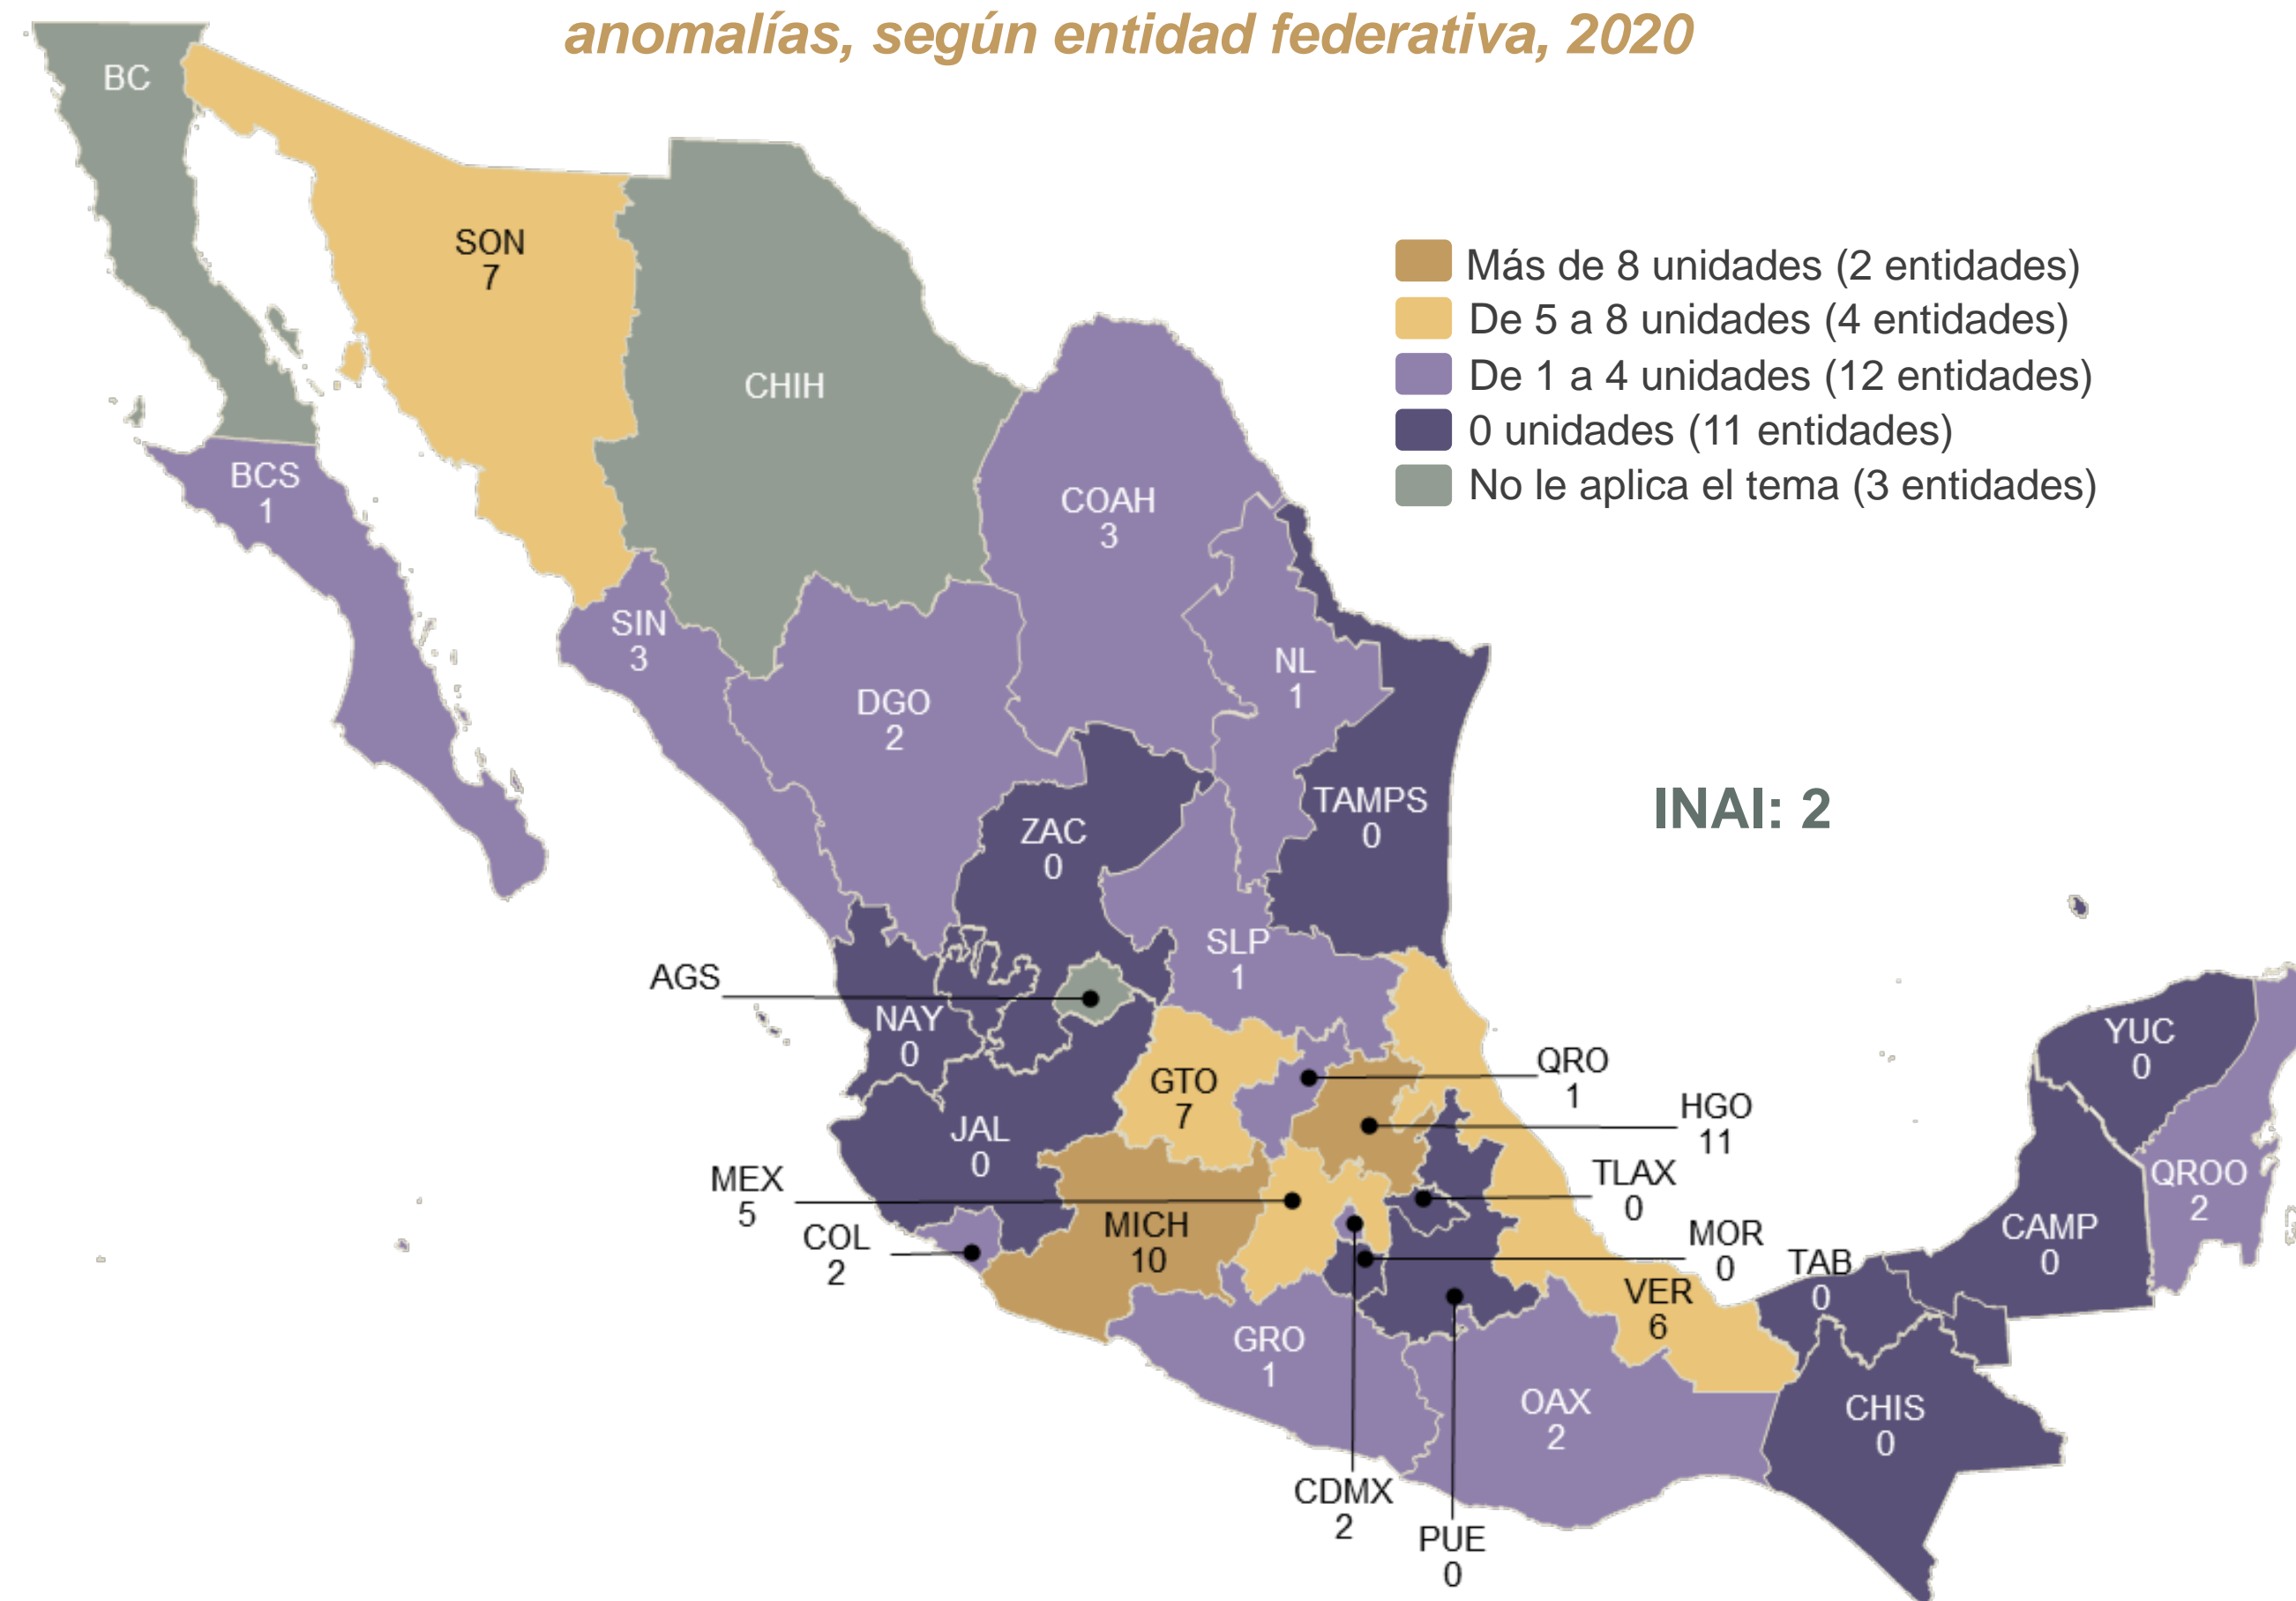 anomalías, según entidad federativa, 2020
BC
SON
7
CHIH
Más de 8 unidades (2 entidades)
De 5 a 8 unidades (4 entidades)
De 1 a 4 unidades (12 entidades)
0 unidades (11 entidades)
No le aplica el tema (3 entidades)
BCS
1
COAH
3
SIN
3
NL
1
DGO
2
TAMPS
0
INAI: 2
ZAC
0
SLP
1
AGS
NAY
0
YUC
0
QRO
1
GTO
7
HGO
11
JAL
0
MEX
5
TLAX
0
QROO
2
MICH
10
COL
2
MOR
0
CAMP
0
TAB
0
VER
6
GRO
1
OAX
2
CHIS
0
CDMX
2
PUE
0